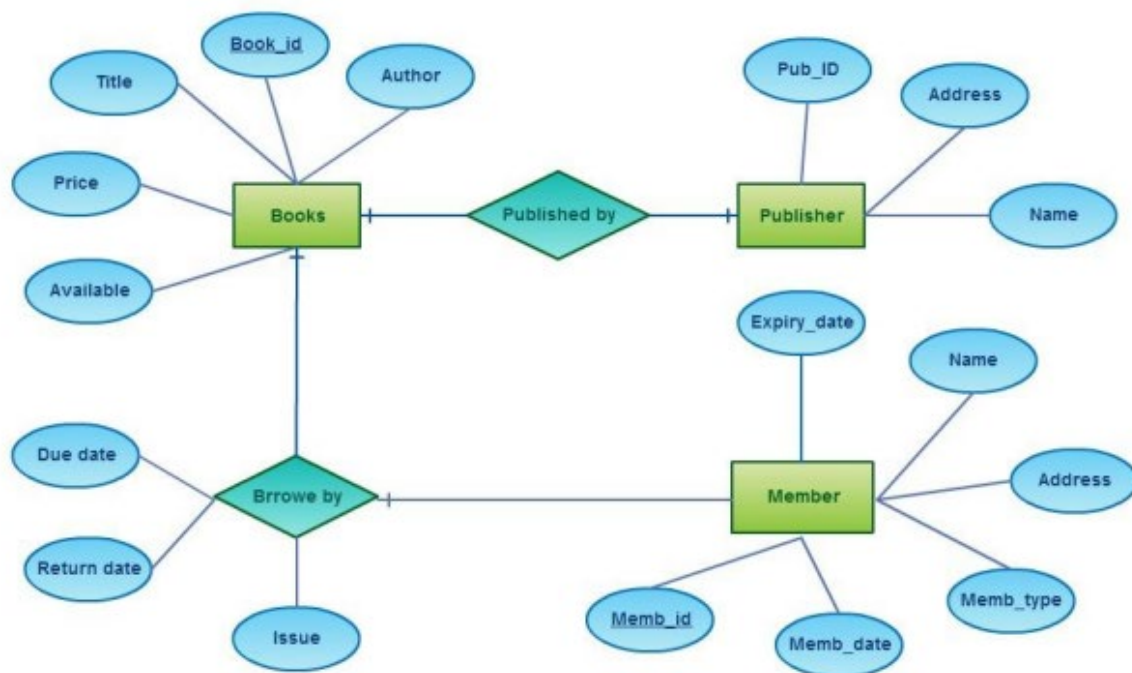 Book_id
Title
Author
Pub_ID
Address
Price
Books
Published by
Publisher
Name
Available
Expiry_date
Name
Due date
Address
Brrowe by
Member
Return date
Memb_type
Memb_id
Issue
Memb_date